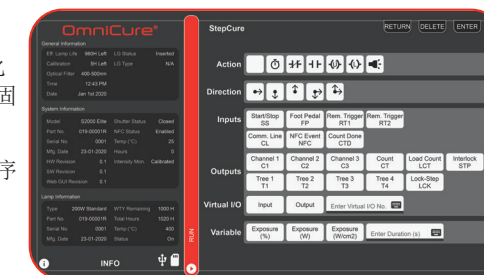 化
固
序
OmniCure®
General Information
Eff. Lamp Life 980H Left LG Status Inserted
Calibration 5H Left LG Type N/A
Optical Filter 400-500nm
Time 12:43 PM
Date Jan 1st 2020
System Information
Model S2000 Elite Shutter Status Closed
Part No. 019-00001R NFC Status Enabled
Serial No. 0001 Temp (°C) 25
Mfg. Date 23-01-2020 Hours 0
HW Revision 0.1 Intensity Mon. Calibrated
SW Revision 0.1
Web GUI Revision 0.1
Lamp Information
Type 200W Standard WTY Remaining 1000 H
Part No. 019-00001R Total Hours 1020 H
Serial No. 0001 Temp (°C) 400
Mfg. Date 23-01-2020 Status On
INFO
RUN
StepCure
RETURN DELETE ENTER
Action
Direction
Inputs
Start/Stop SS
Foot Pedal FP
Rem. Trigger RT1
Rem. Trigger RT2
Comm. Line CL
NFC Event NFC
Count Done CTD
Outputs
Channel 1 C1
Channel 2 C2
Channel 3 C3
Count CT
Load Count LCT
Interlock STP
Tree 1 T1
Tree 2 T2
Tree 3 T3
Tree 4 T4
Lock-Step LCK
Virtual I/O
Input
Output
Enter Virtual I/O No.
Variable
Exposure (%)
Exposure (W)
Exposure (W/cm2)
Enter Duration (s)